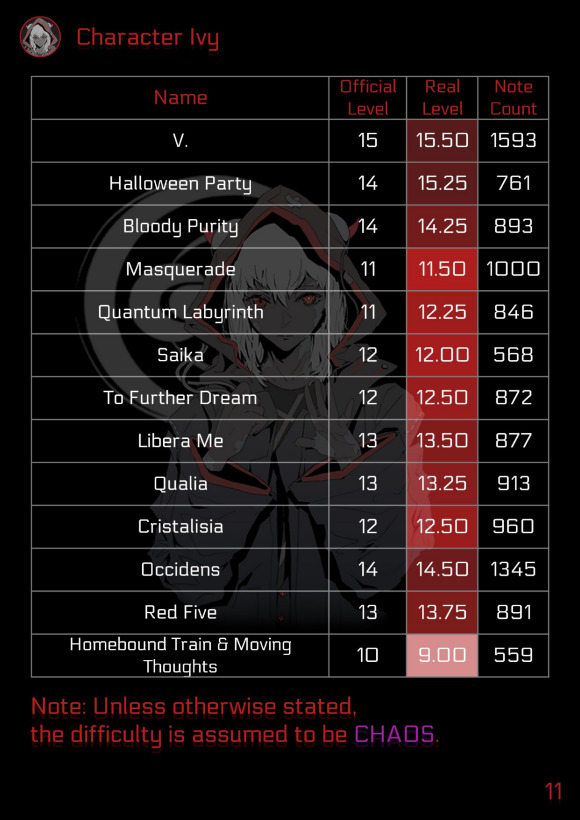 Character Ivy
Name Official Level Real Level Note Count
V. 15 15.50 1593
Halloween Party 14 15.25 761
Bloody Purity 14 14.25 893
Masquerade 11 11.50 1000
Quantum Labyrinth 11 12.25 846
Saika 12 12.00 568
To Further Dream 12 12.50 872
Libera Me 13 13.50 877
Qualia 13 13.25 913
Cristalisia 12 12.50 960
Occidens 14 14.50 1345
Red Five 13 13.75 891
Homebound Train & Moving Thoughts 10 9.00 559
Note: Unless otherwise stated,
the difficulty is assumed to be CHAOS.
11